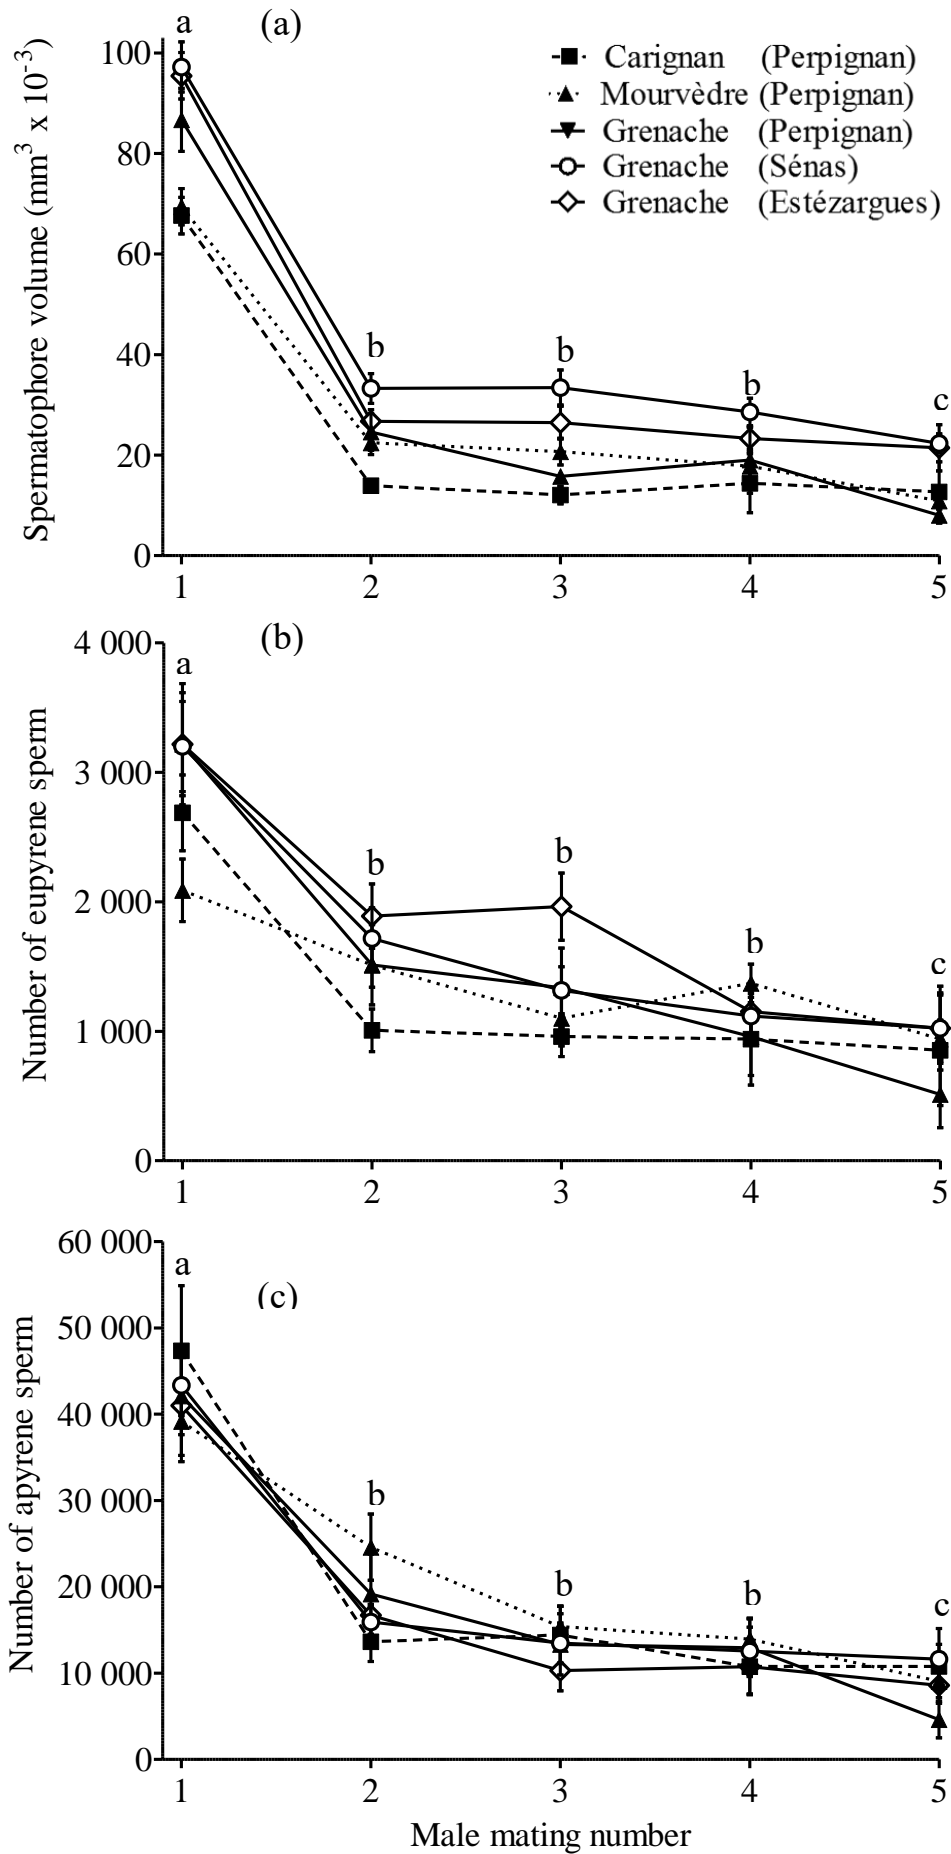 (a)
a
100
80
60
40
20
0
Spermatophore volume (mm³ x 10⁻³)
Carignan (Perpignan)
Mourvèdre (Perpignan)
Grenache (Perpignan)
Grenache (Sénas)
Grenache (Estézargues)
b
b
b
c
1 2 3 4 5
(b)
4 000
3 000
2 000
1 000
0
Number of eupyrene sperm
a
b
b
b
c
1 2 3 4 5
(c)
60 000
50 000
40 000
30 000
20 000
10 000
0
Number of apyrene sperm
a
b
b
b
c
1 2 3 4 5
Male mating number